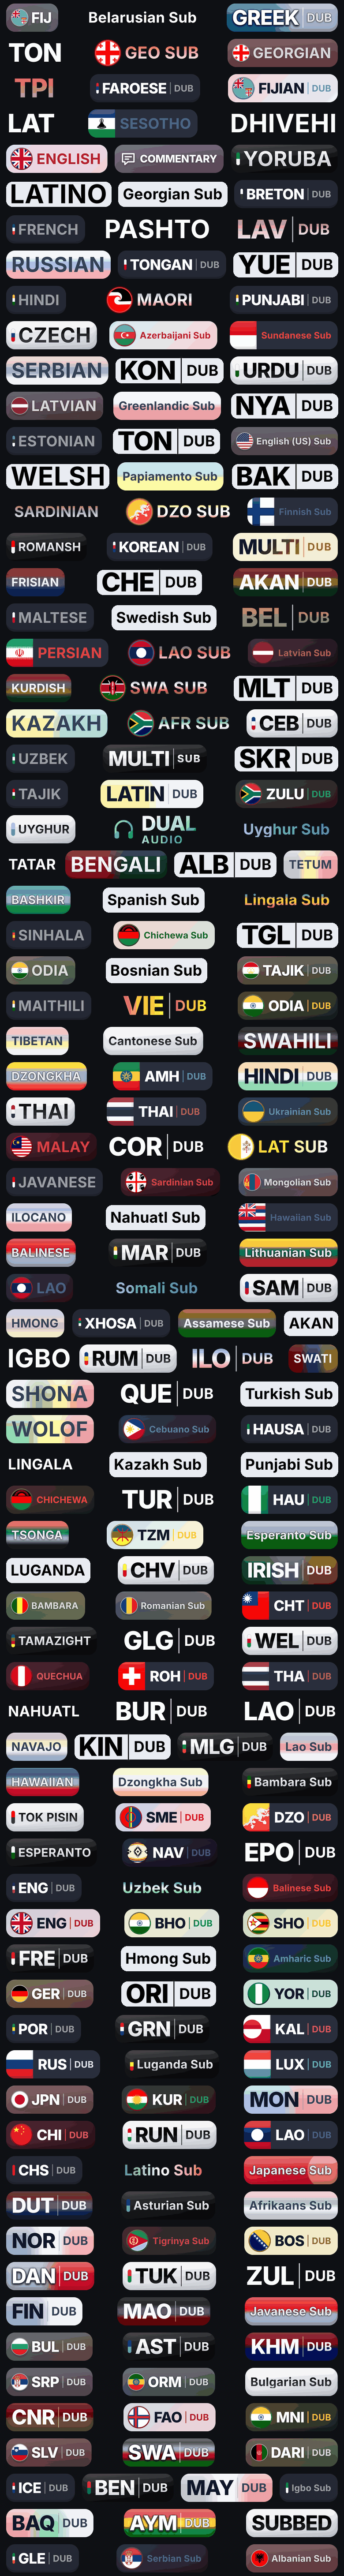 FIJ Belarusian Sub GREEK DUB
TON GEO SUB GEORGIAN
TPI FAROESE DUB FIJIAN DUB
LAT SESOTHO DHIVEHI
ENGLISH COMMENTARY YORUBA
LATINO Georgian Sub BRETON DUB
FRENCH PASHTO LAV DUB
RUSSIAN TONGAN DUB YUE DUB
HINDI MAORI PUNJABI DUB
CZECH Azerbaijani Sub Sundanese Sub
SERBIAN KON DUB URDU DUB
LATVIAN Greenlandic Sub NYA DUB
ESTONIAN TON DUB English (US) Sub
WELSH Papiamento Sub BAK DUB
SARDINIAN DZO SUB Finnish Sub
ROMANSH KOREAN DUB MULTI DUB
FRISIAN CHE DUB AKAN DUB
MALTESE Swedish Sub BEL DUB
PERSIAN LAO SUB Latvian Sub
KURDISH SWA SUB MLT DUB
KAZAKH AFR SUB CEB DUB
UZBEK MULTI SUB SKR DUB
TAJIK LATIN DUB ZULU DUB
UYGHUR DUAL AUDIO Uyghur Sub
TATAR BENGALI ALB DUB TETUM
BASHKIR Spanish Sub Lingala Sub
SINHALA Chichewa Sub TGL DUB
ODIA Bosnian Sub TAJIK DUB
MAITHILI VIE DUB ODIA DUB
TIBETAN Cantonese Sub SWAHILI
DZONGKHA AMH DUB HINDI DUB
THAI THAI DUB Ukrainian Sub
MALAY COR DUB LAT SUB
JAVANESE Sardinian Sub Mongolian Sub
ILOCANO Nahuatl Sub Hawaiian Sub
BALINESE MAR DUB Lithuanian Sub
LAO Somali Sub SAM DUB
HMONG XHOSA DUB Assamese Sub AKAN
IGBO RUM DUB ILO DUB SWATI
SHONA QUE DUB Turkish Sub
WOLOF Cebuano Sub HAUSA DUB
LINGALA Kazakh Sub Punjabi Sub
CHICHEWA TUR DUB HAU DUB
TSONGA TZM DUB Esperanto Sub
LUGANDA CHV DUB IRISH DUB
BAMBARA Romanian Sub CHT DUB
TAMAZIGHT GLG DUB WEL DUB
QUECHUA ROH DUB THA DUB
NAHUATL BUR DUB LAO DUB
NAVAJO KIN DUB MLG DUB Lao Sub
HAWAIIAN Dzongkha Sub Bambara Sub
TOK PISIN SME DUB DZO DUB
ESPERANTO NAV DUB EPO DUB
ENG DUB Uzbek Sub Balinese Sub
ENG DUB BHO DUB SHO DUB
FRE DUB Hmong Sub Amharic Sub
GER DUB ORI DUB YOR DUB
POR DUB GRN DUB KAL DUB
RUS DUB Luganda Sub LUX DUB
JPN DUB KUR DUB MON DUB
CHI DUB RUN DUB LAO DUB
CHS DUB Latino Sub Japanese Sub
DUT DUB Asturian Sub Afrikaans Sub
NOR DUB Tigrinya Sub BOS DUB
DAN DUB TUK DUB ZUL DUB
FIN DUB MAO DUB Javanese Sub
BUL DUB AST DUB KHM DUB
SRP DUB ORM DUB Bulgarian Sub
CNR DUB FAO DUB MNI DUB
SLV DUB SWA DUB DARI DUB
ICE DUB BEN DUB MAY DUB Igbo Sub
BAQ DUB AYM DUB SUBBED
GLE DUB Serbian Sub Albanian Sub